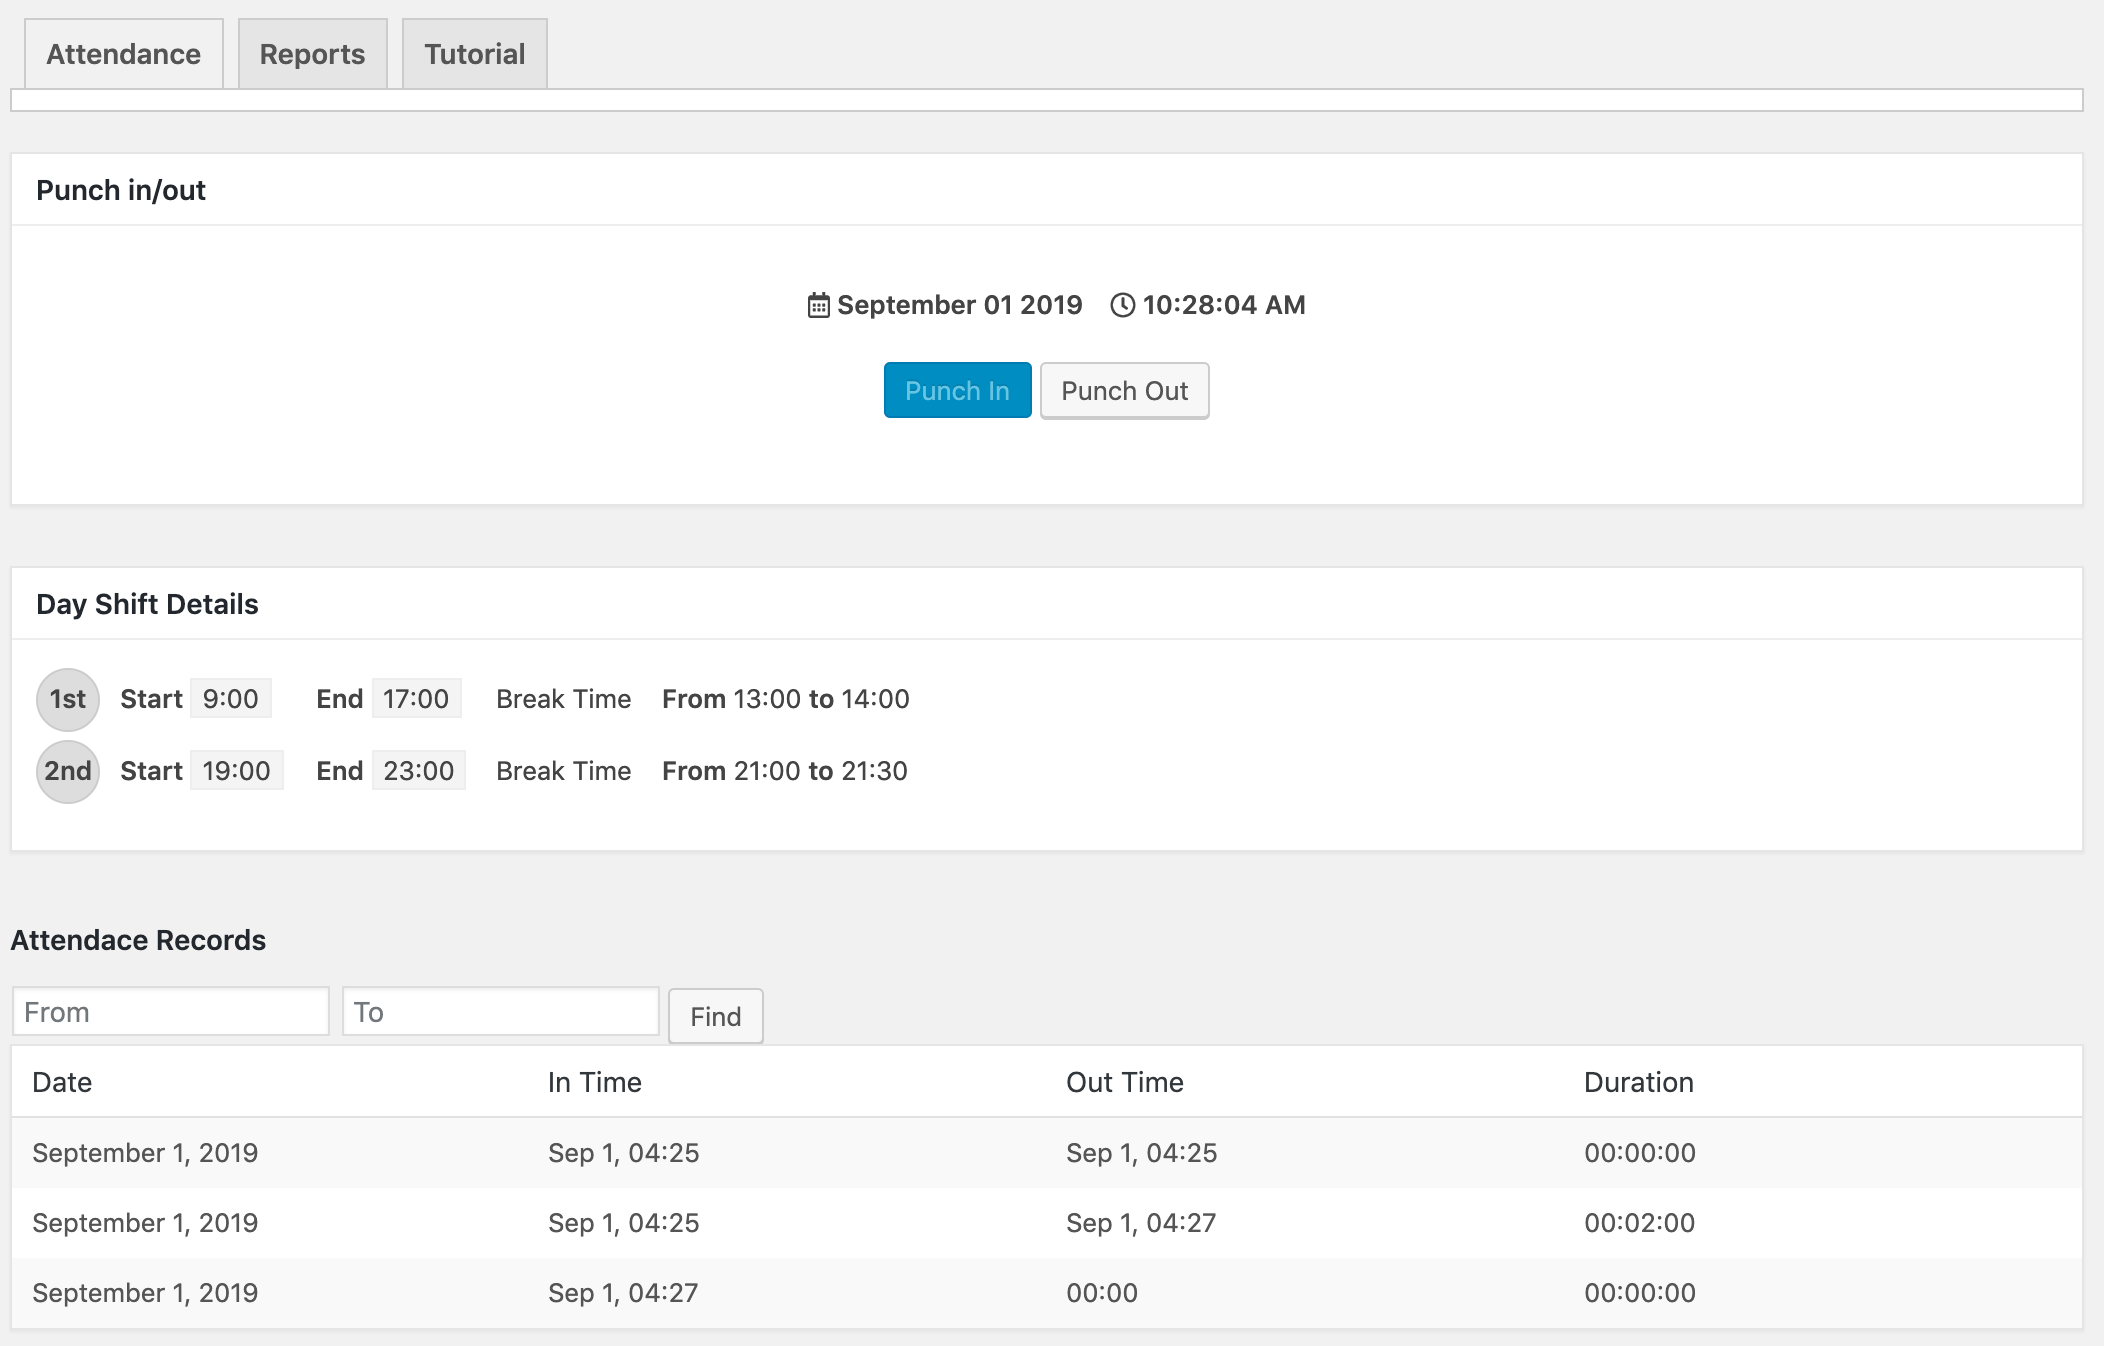 Attendance Reports Tutorial
Punch in/out
September 01 2019 10:28:04 AM
Punch In Punch Out
Day Shift Details
1st Start 9:00 End 17:00 Break Time From 13:00 to 14:00
2nd Start 19:00 End 23:00 Break Time From 21:00 to 21:30
Attendace Records
From To Find
Date In Time Out Time Duration
September 1, 2019 Sep 1, 04:25 Sep 1, 04:25 00:00:00
September 1, 2019 Sep 1, 04:25 Sep 1, 04:27 00:02:00
September 1, 2019 Sep 1, 04:27 00:00 00:00:00